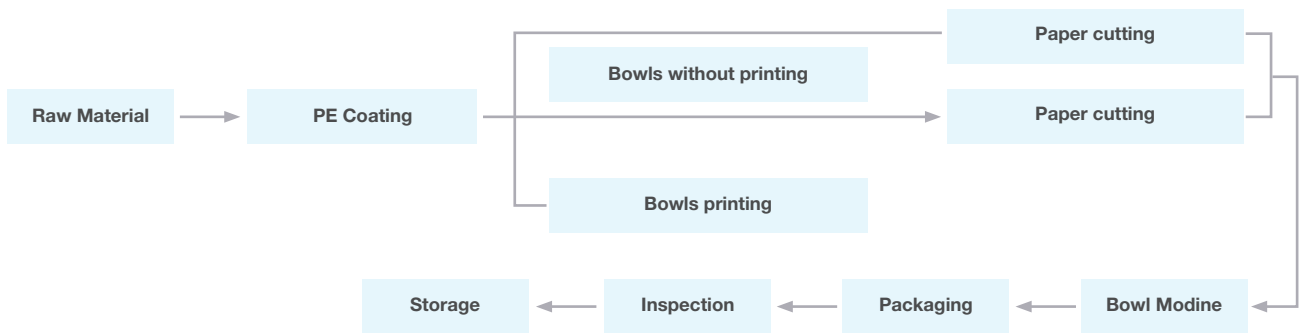 Paper cutting
Bowls without printing
Raw Material
PE Coating
Paper cutting
Bowls printing
Storage
Inspection
Packaging
Bowl Modine